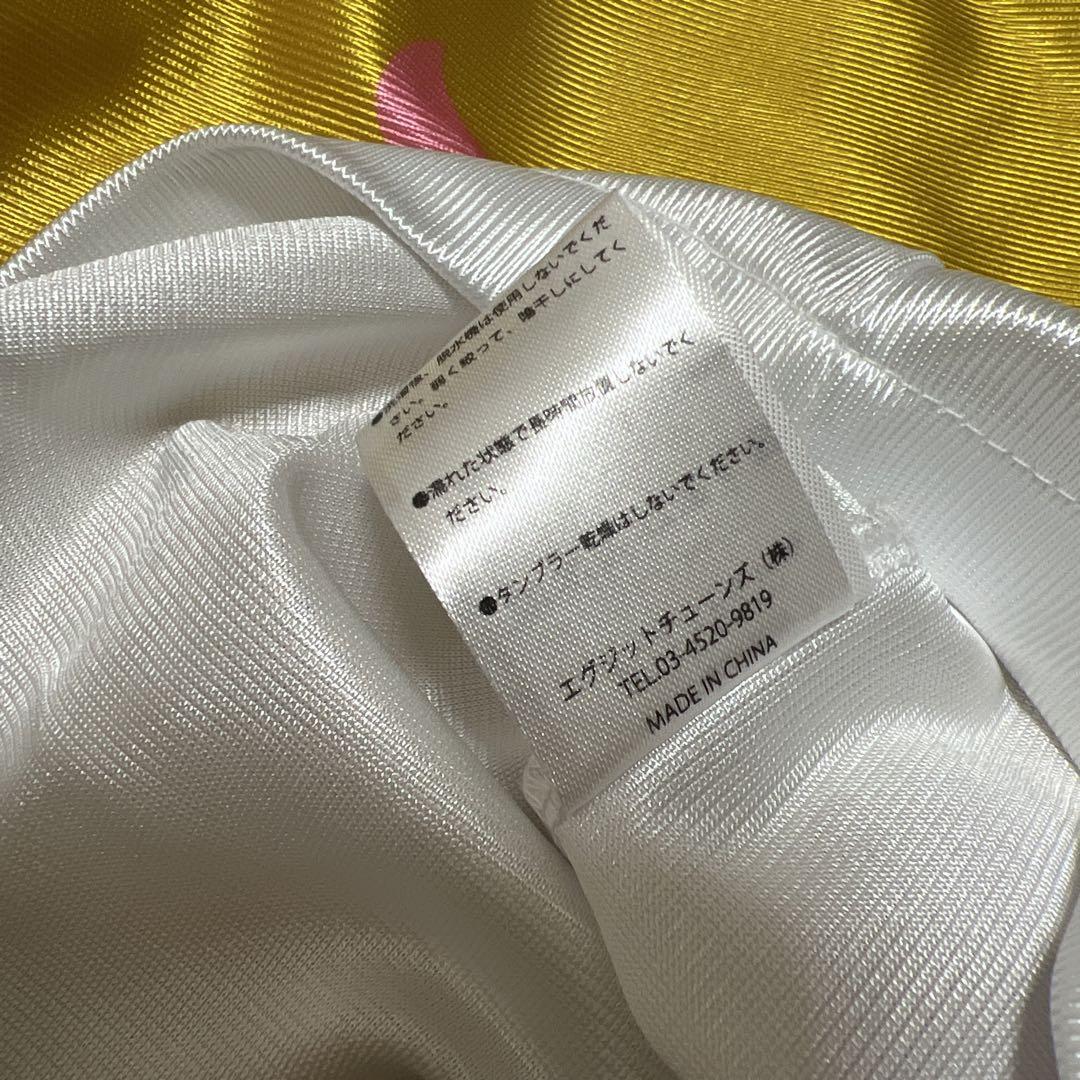 脱水機は使用しないでくだ
さい。弱く絞って、陰干しにしてく
ださい。
●濡れた状態で長時間放置しないでく
ださい。
●タンブラー乾燥はしないでください。
エグジットチューンズ（株）
TEL.03-4520-9819
MADE IN CHINA